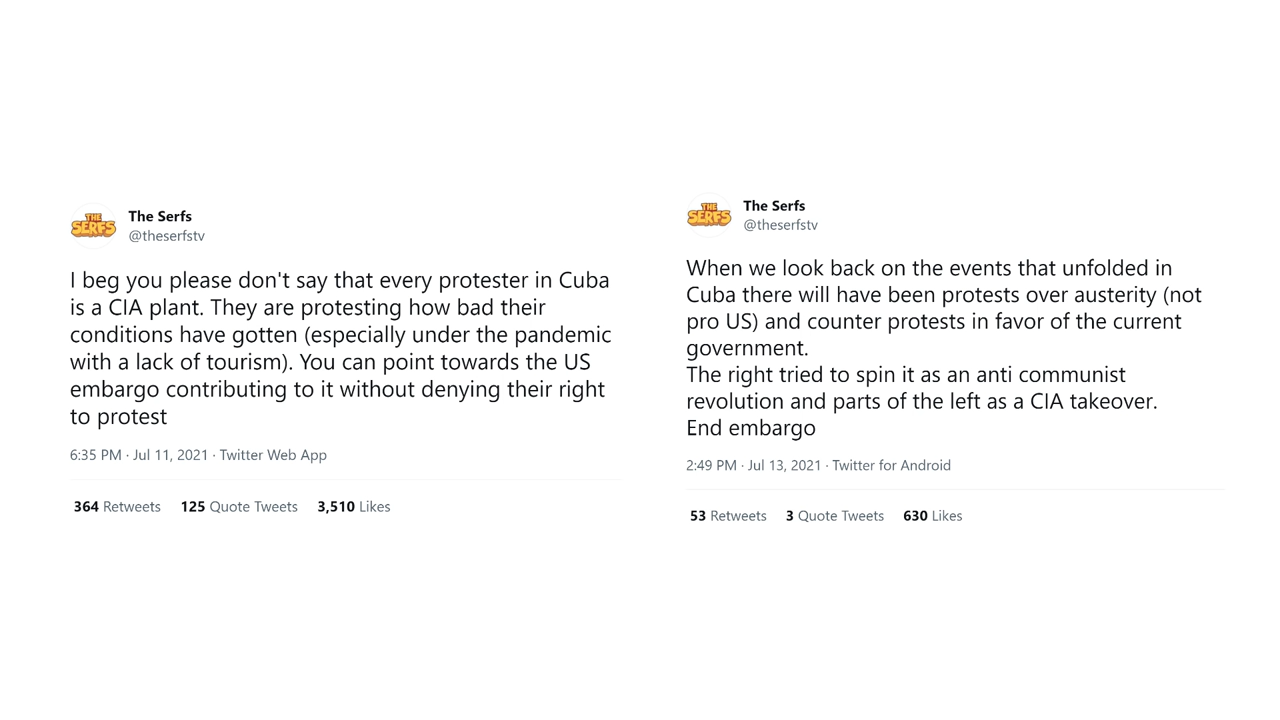 THE SERFS
The Serfs
@theserfstv
I beg you please don't say that every protester in Cuba
is a CIA plant. They are protesting how bad their
conditions have gotten (especially under the pandemic
with a lack of tourism). You can point towards the US
embargo contributing to it without denying their right
to protest
6:35 PM · Jul 11, 2021 · Twitter Web App
364 Retweets 125 Quote Tweets 3,510 Likes
THE SERFS
The Serfs
@theserfstv
When we look back on the events that unfolded in
Cuba there will have been protests over austerity (not
pro US) and counter protests in favor of the current
government.
The right tried to spin it as an anti communist
revolution and parts of the left as a CIA takeover.
End embargo
2:49 PM · Jul 13, 2021 · Twitter for Android
53 Retweets 3 Quote Tweets 630 Likes